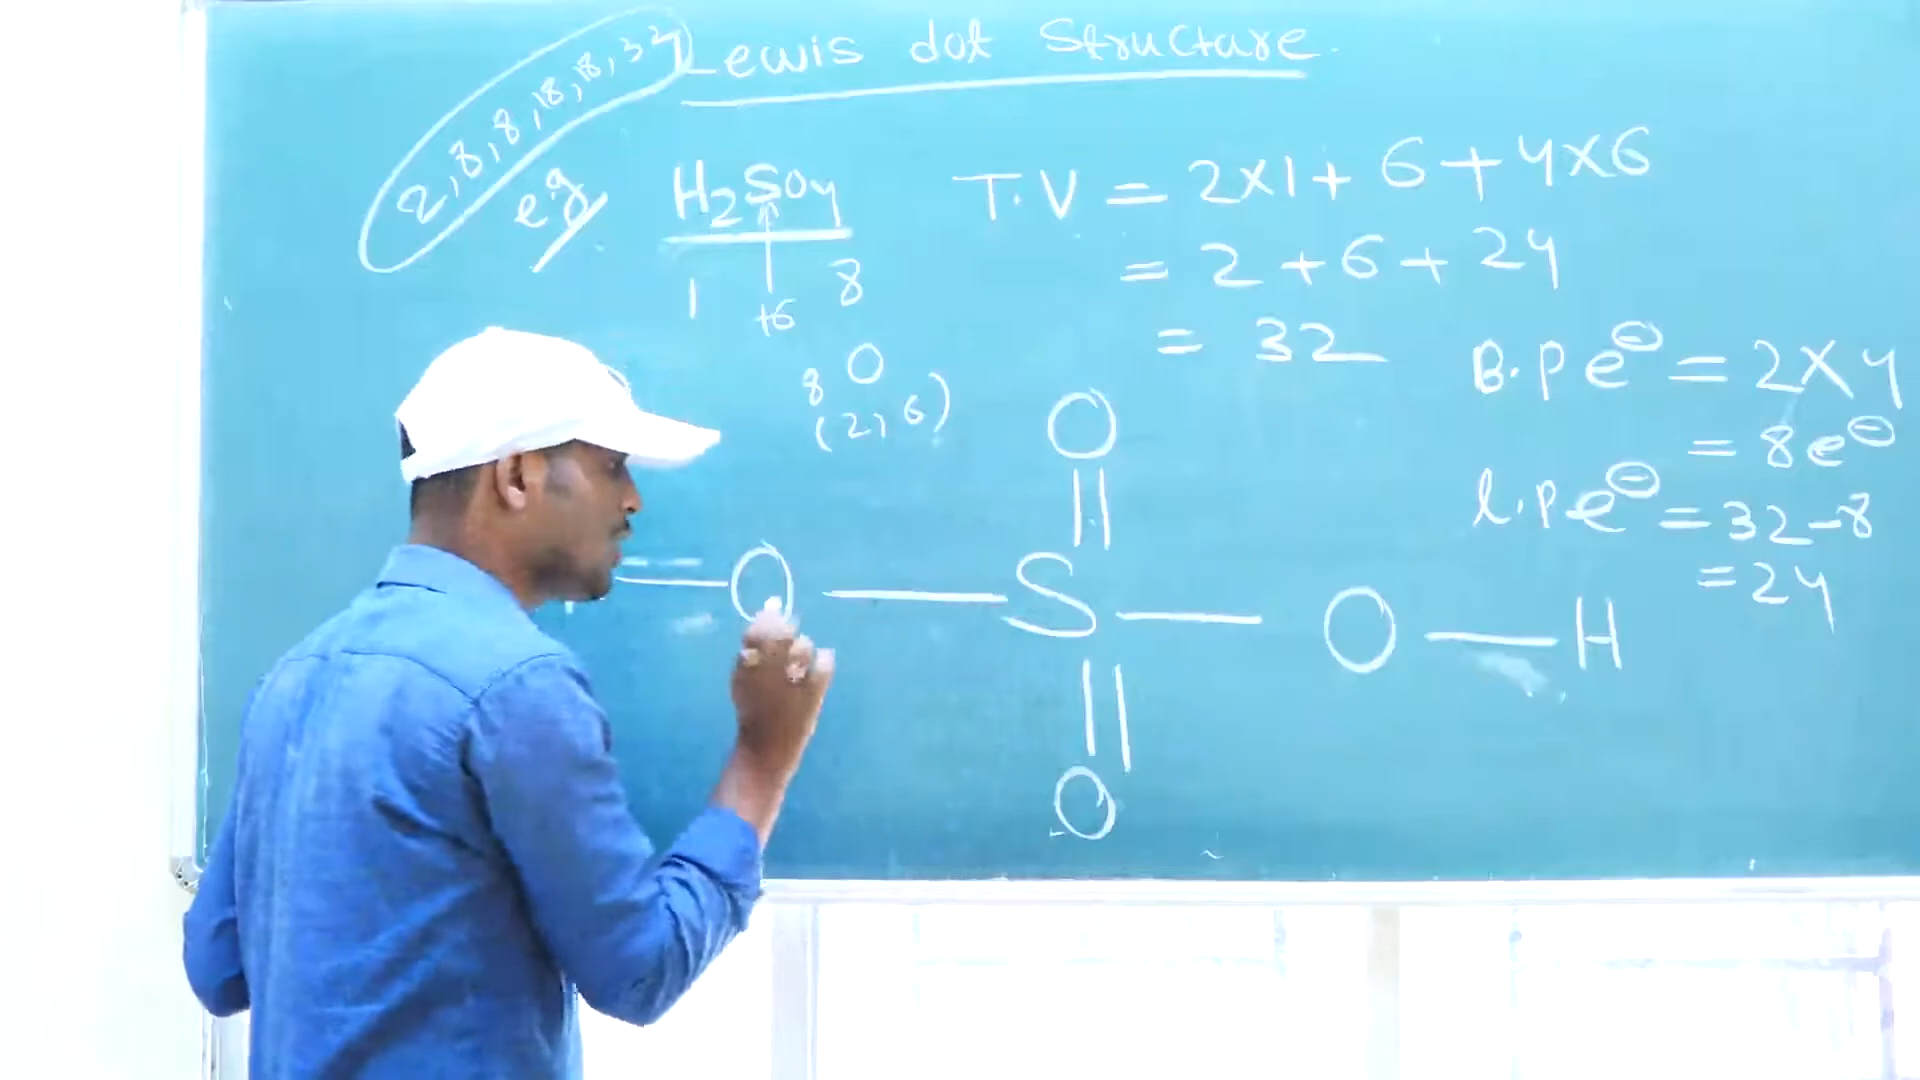 Lewis dot Structure.
2,8,8,18,18,32
e.g
H2SO4
1 16 8
8 O
(2, 6)
T.V = 2x1 + 6 + 4x6
= 2 + 6 + 24
= 32
B.P e⊖ = 2x4
= 8e⊖
l.P e⊖ = 32-8
= 24
O
O S O H
O